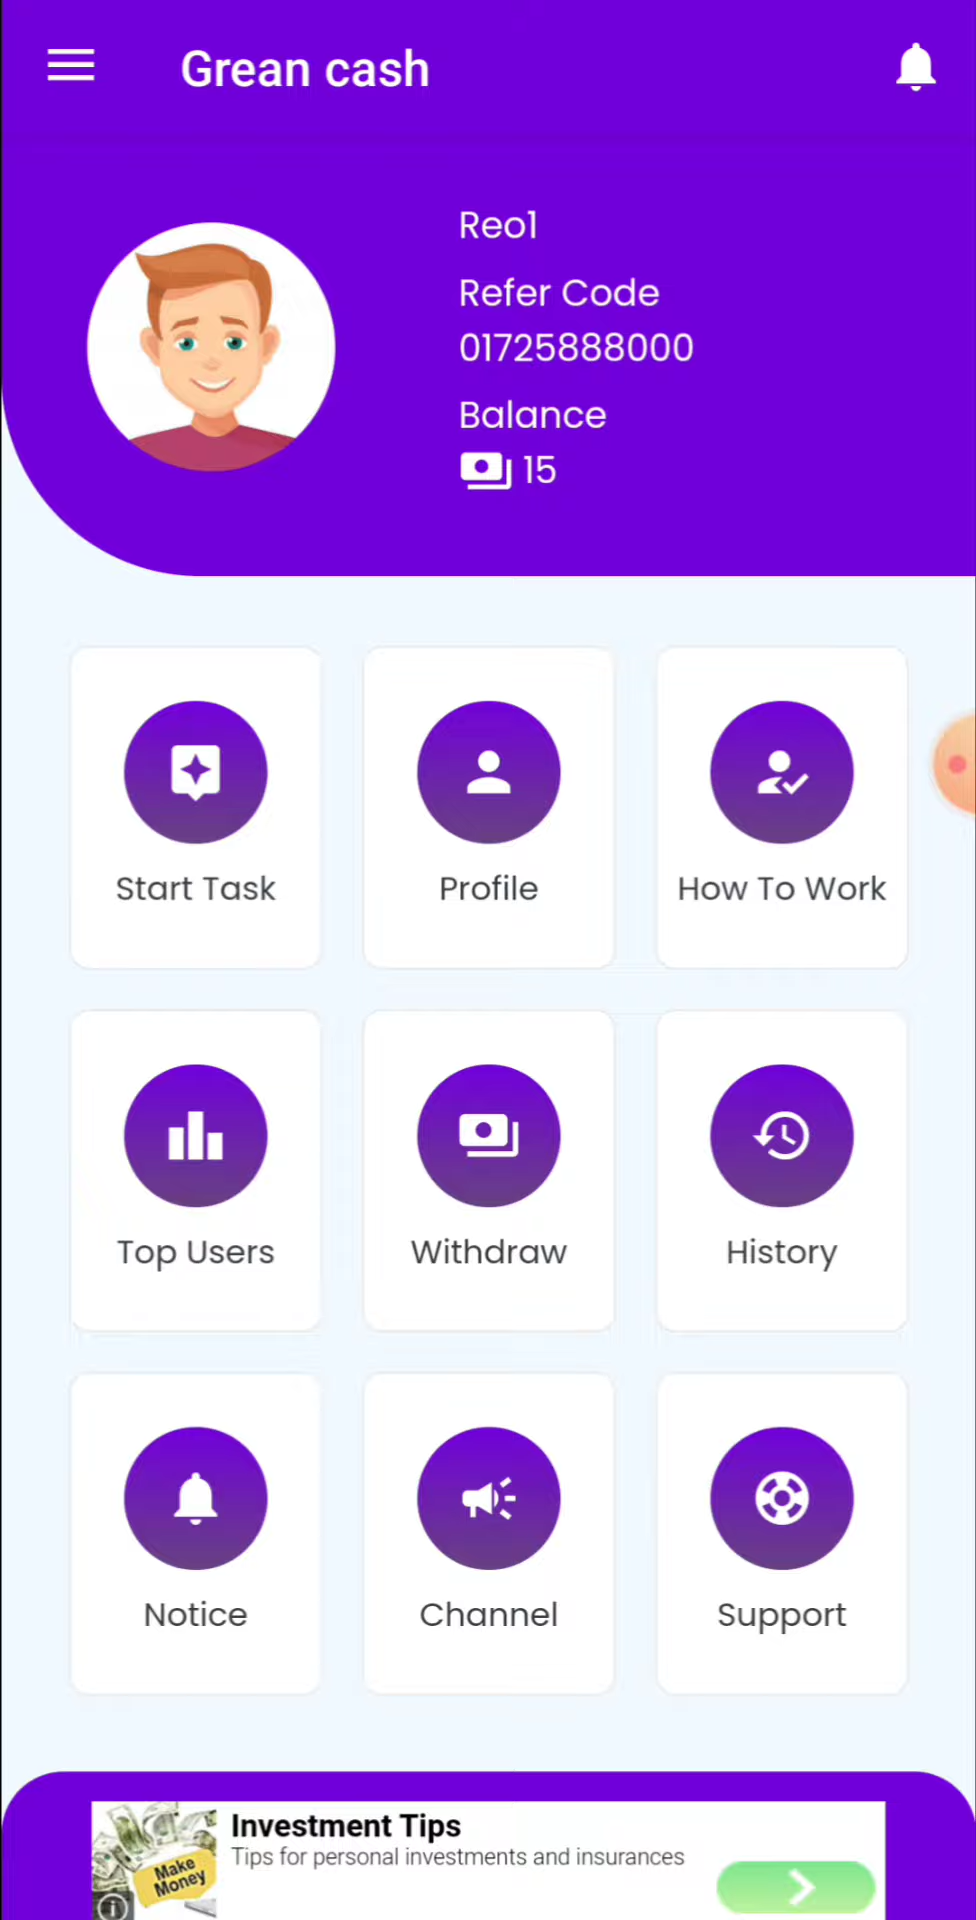 Grean cash
Reo1
Refer Code
01725888000
Balance
15
Start Task
Profile
How To Work
Top Users
Withdraw
History
Notice
Channel
Support
Investment Tips
Tips for personal investments and insurances
Make
Money